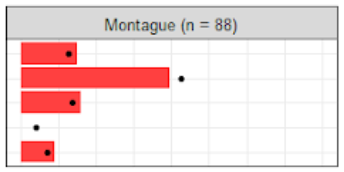 Montague (n = 88)